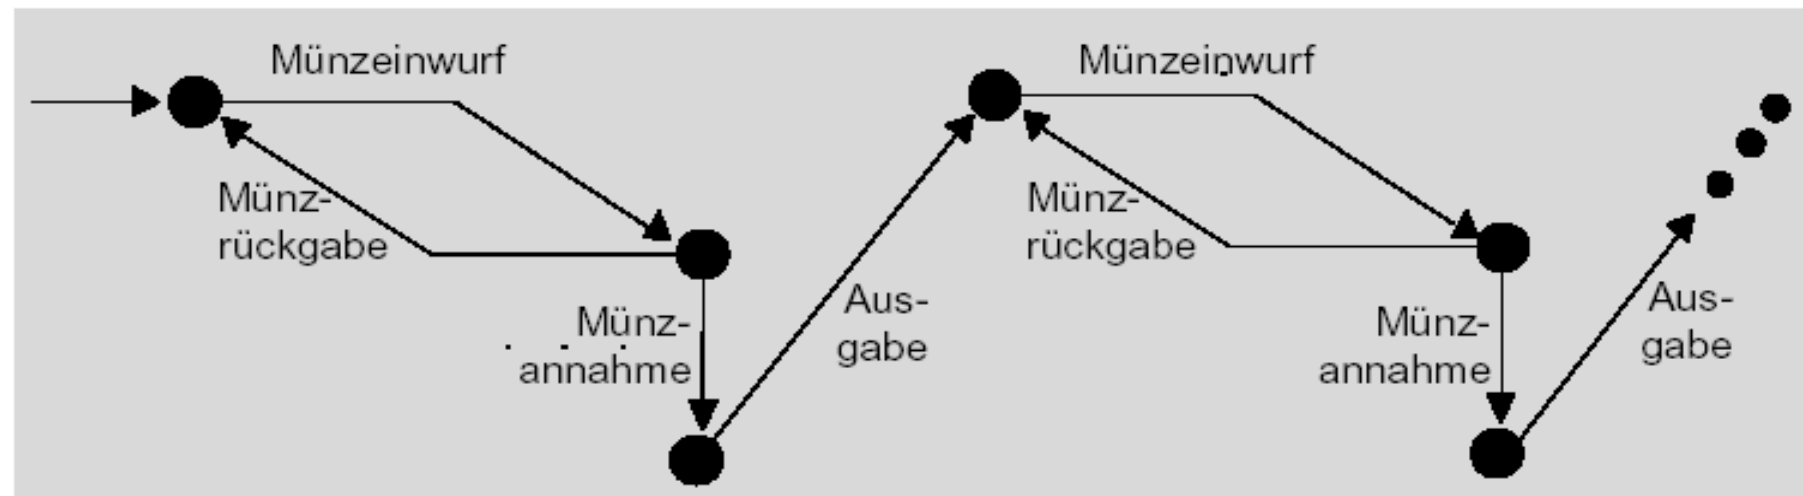 Münzeinwurf
Münz-
rückgabe
Münz-
annahme
Aus-
gabe
Münzeinwurf
Münz-
rückgabe
Münz-
annahme
Aus-
gabe